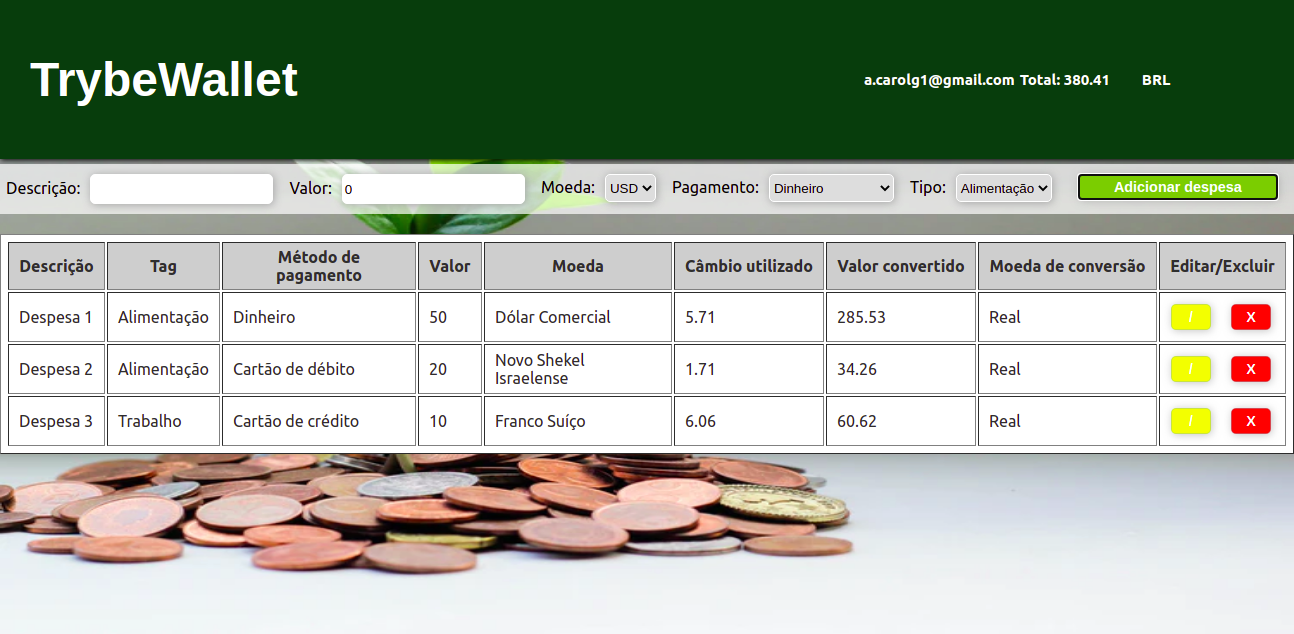 TrybeWallet
a.carolg1@gmail.com Total: 380.41 BRL
Descrição: Valor: 0 Moeda: USD Pagamento: Dinheiro Tipo: Alimentação Adicionar despesa
Descrição Tag Método de pagamento Valor Moeda Câmbio utilizado Valor convertido Moeda de conversão Editar/Excluir
Despesa 1 Alimentação Dinheiro 50 Dólar Comercial 5.71 285.53 Real / X
Despesa 2 Alimentação Cartão de débito 20 Novo Shekel Israelense 1.71 34.26 Real / X
Despesa 3 Trabalho Cartão de crédito 10 Franco Suíço 6.06 60.62 Real / X